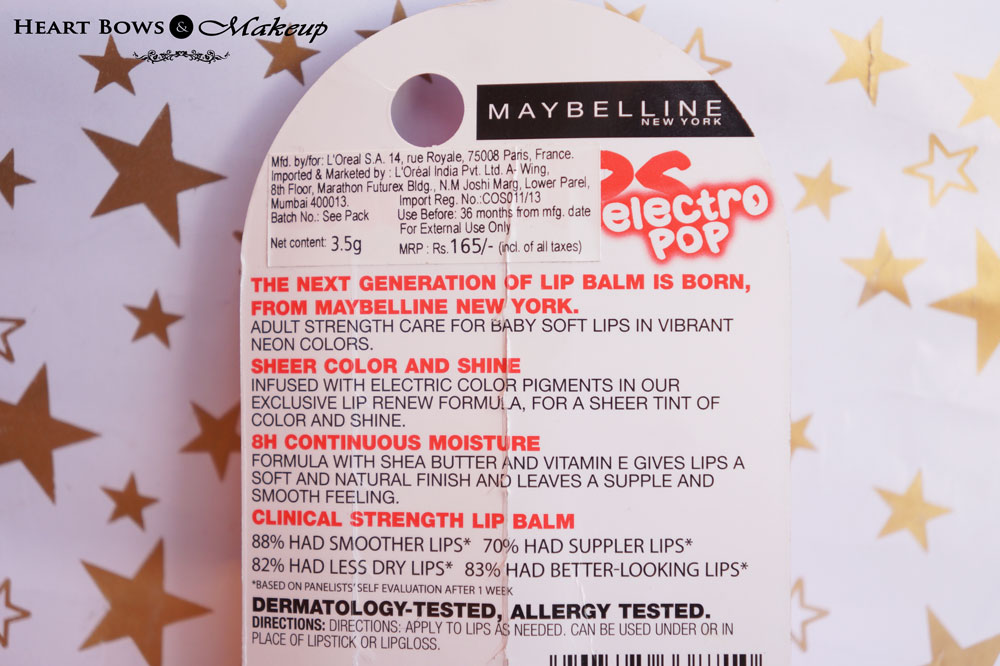 HEART BOWS & Makeup
MAYBELLINE
NEW YORK
Mfd. by/for: L'Oreal S.A. 14, rue Royale, 75008 Paris, France.
Imported & Marketed by : L'Oréal India Pvt. Ltd. A- Wing,
8th Floor, Marathon Futurex Bldg., N.M Joshi Marg, Lower Parel,
Mumbai 400013. Import Reg. No.:COS011/13
Batch No.: See Pack Use Before: 36 months from mfg. date
For External Use Only
Net content: 3.5g MRP : Rs. 165/- (incl. of all taxes)
electro
POP
THE NEXT GENERATION OF LIP BALM IS BORN,
FROM MAYBELLINE NEW YORK.
ADULT STRENGTH CARE FOR BABY SOFT LIPS IN VIBRANT
NEON COLORS.
SHEER COLOR AND SHINE
INFUSED WITH ELECTRIC COLOR PIGMENTS IN OUR
EXCLUSIVE LIP RENEW FORMULA, FOR A SHEER TINT OF
COLOR AND SHINE.
8H CONTINUOUS MOISTURE
FORMULA WITH SHEA BUTTER AND VITAMIN E GIVES LIPS A
SOFT AND NATURAL FINISH AND LEAVES A SUPPLE AND
SMOOTH FEELING.
CLINICAL STRENGTH LIP BALM
88% HAD SMOOTHER LIPS* 70% HAD SUPPLER LIPS*
82% HAD LESS DRY LIPS* 83% HAD BETTER-LOOKING LIPS*
*BASED ON PANELISTS' SELF EVALUATION AFTER 1 WEEK
DERMATOLOGY-TESTED, ALLERGY TESTED.
DIRECTIONS: DIRECTIONS: APPLY TO LIPS AS NEEDED. CAN BE USED UNDER OR IN
PLACE OF LIPSTICK OR LIPGLOSS.